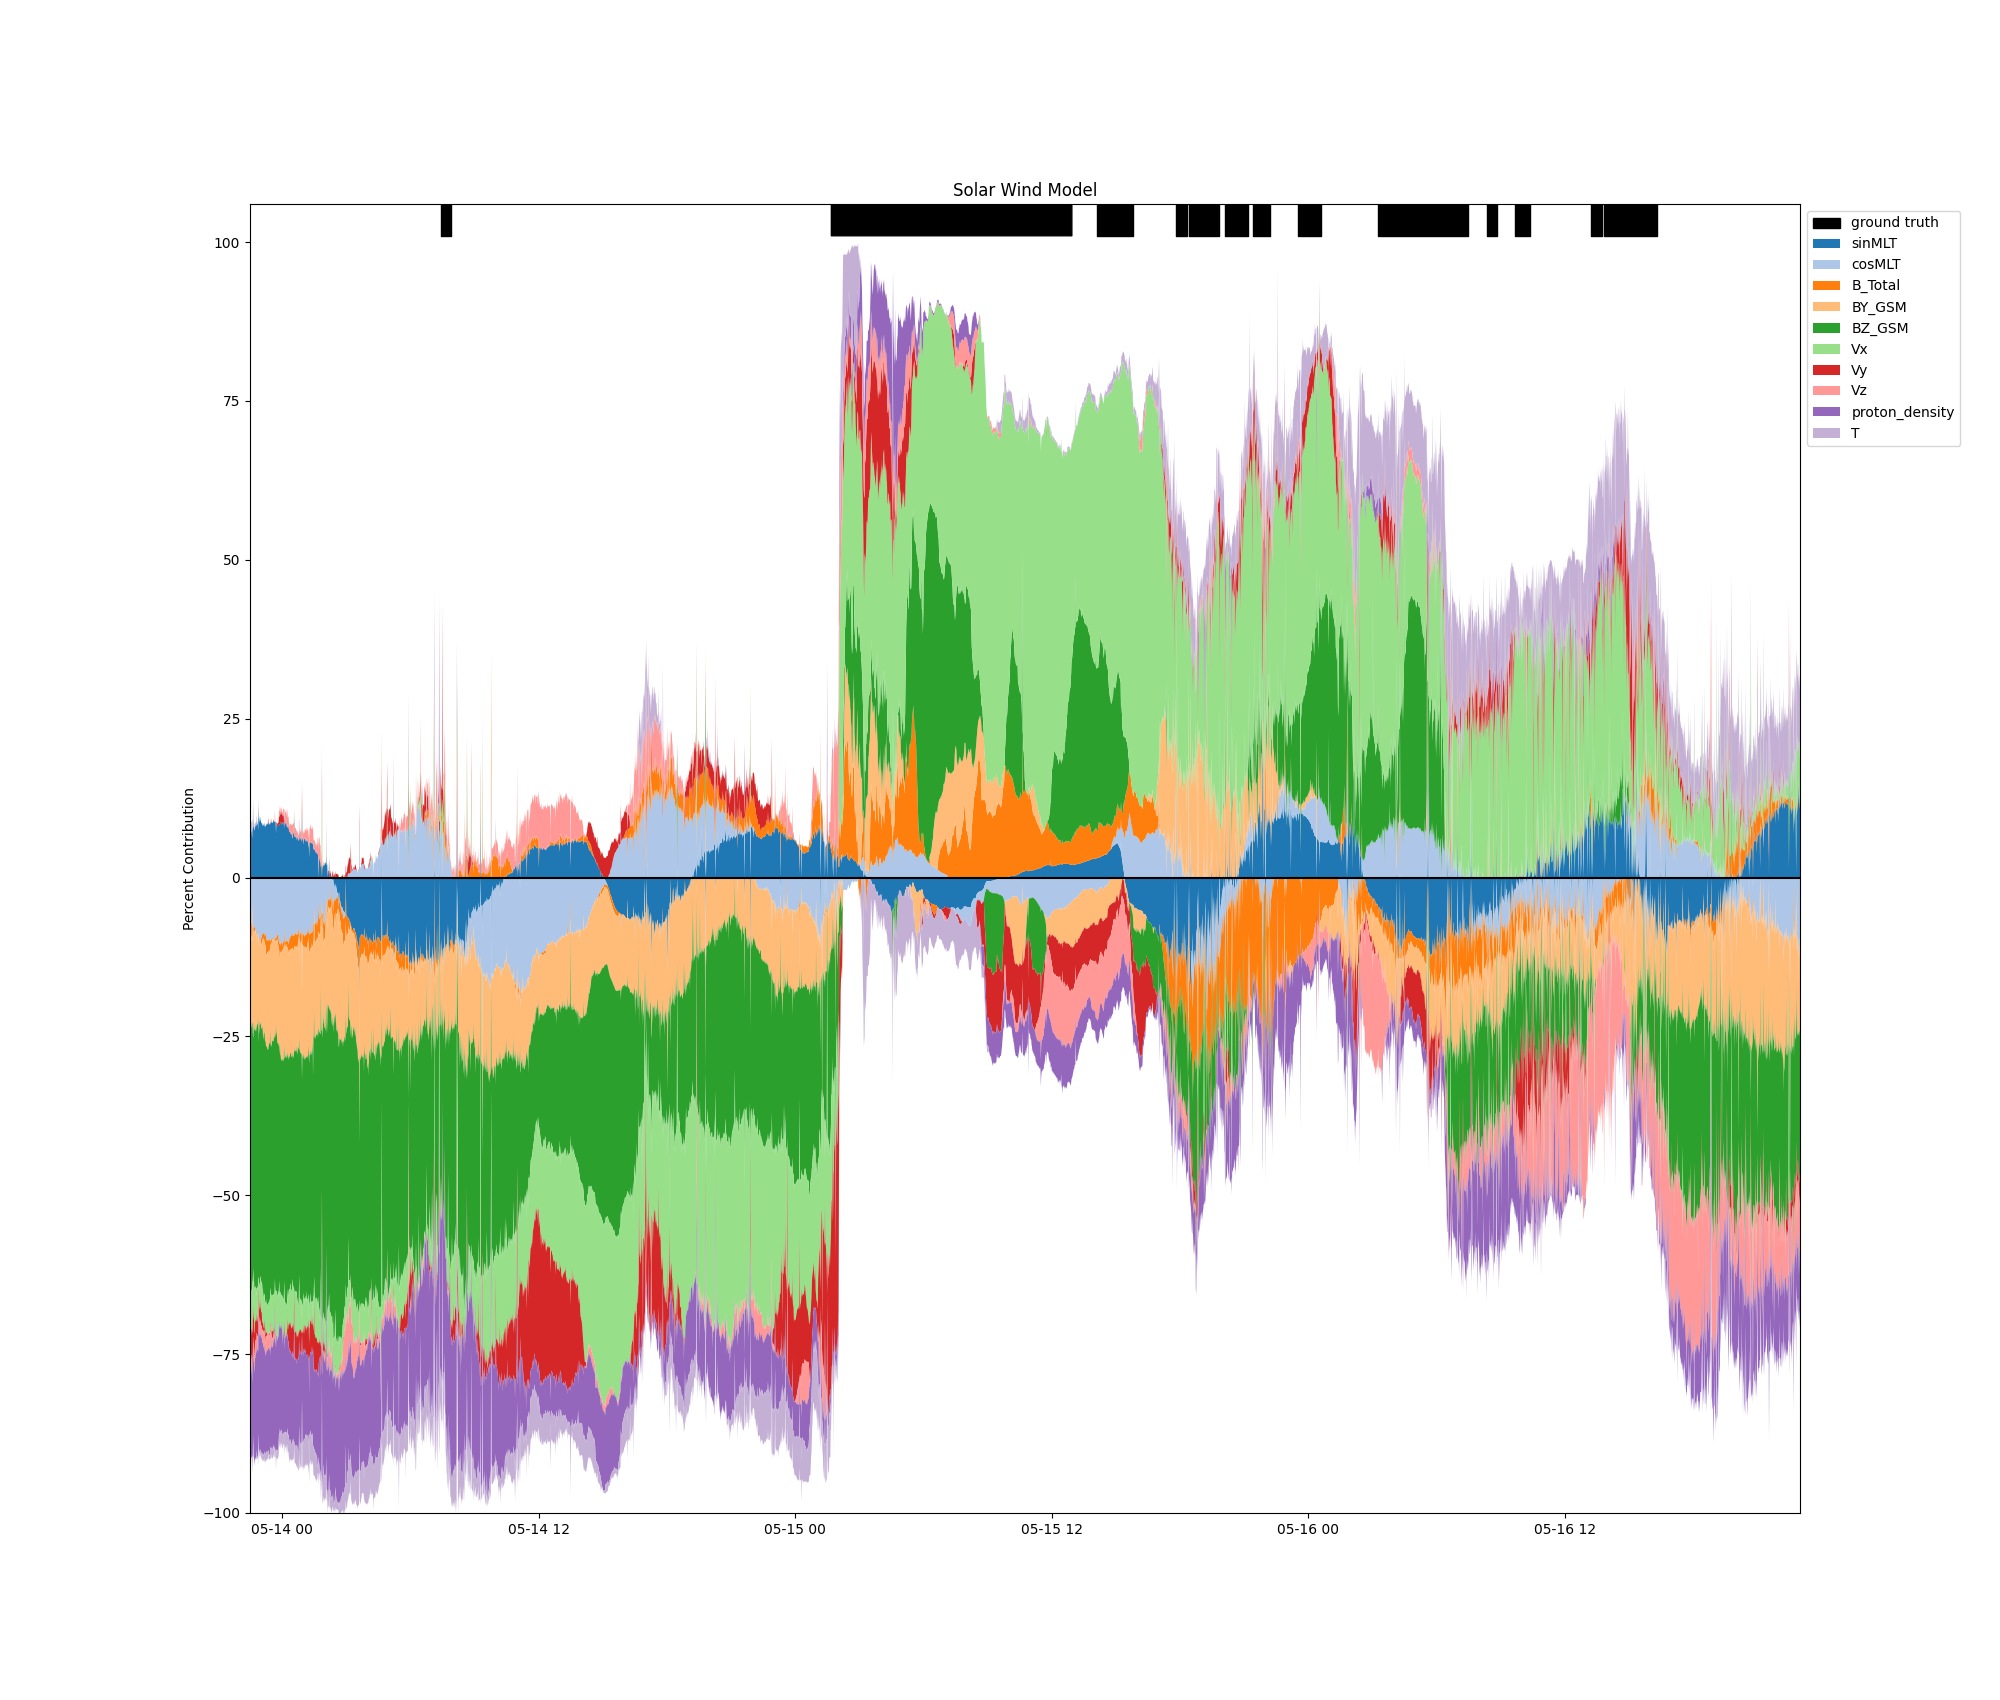 Solar Wind Model
ground truth
sinMLT
cosMLT
B_Total
BY_GSM
BZ_GSM
Vx
Vy
Vz
proton_density
T
Percent Contribution
100
75
50
25
0
−25
−50
−75
−100
05-14 00
05-14 12
05-15 00
05-15 12
05-16 00
05-16 12